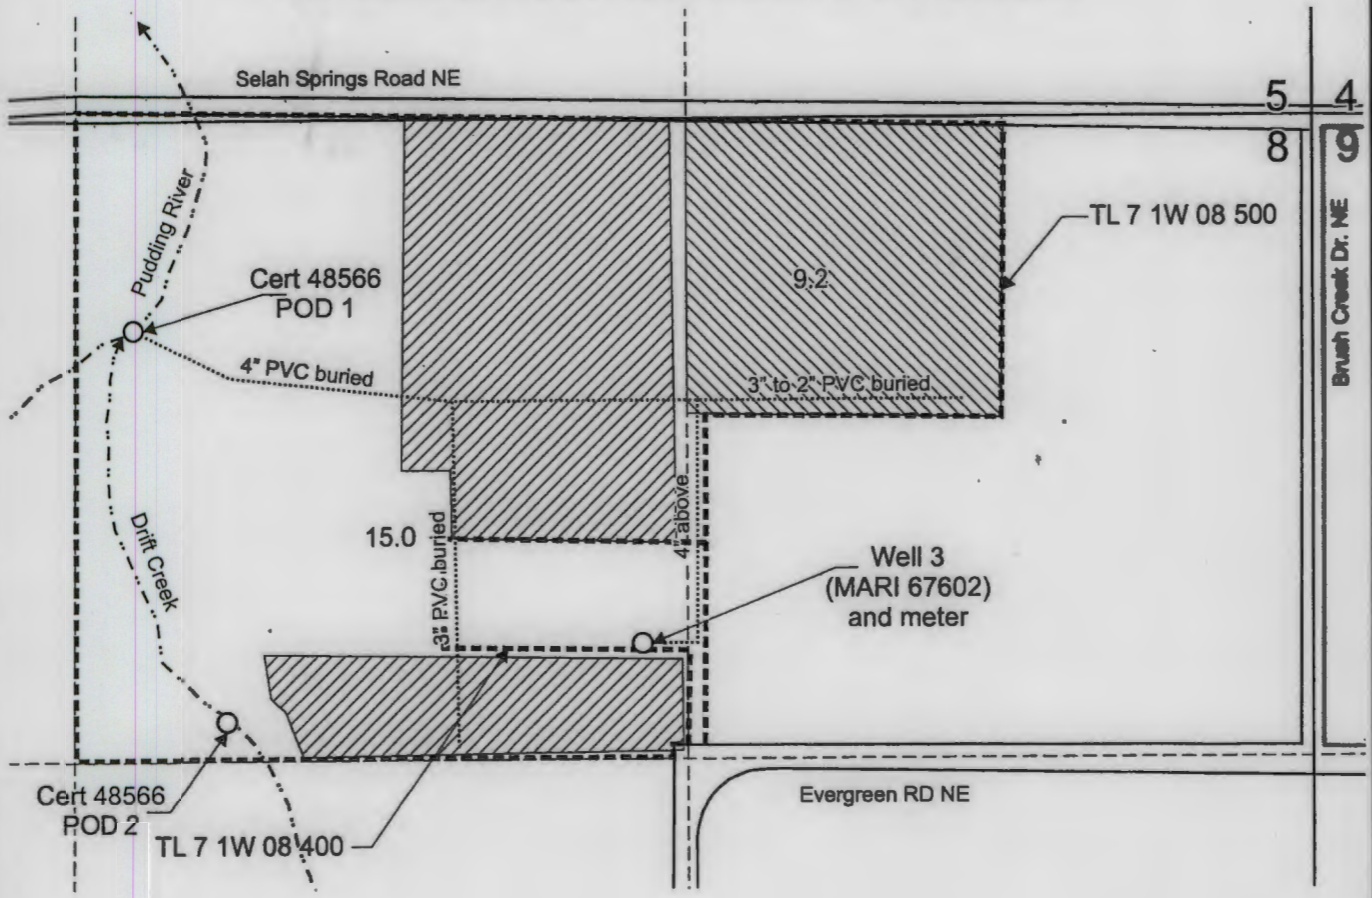 Selah Springs Road NE
5 4
8 9
Pudding River
TL 7 1W 08 500
Brush Creek Dr. NE
Cert 48566
POD 1
9.2
4" PVC buried
3" to 2" PVC buried
4" above
15.0
3" PVC buried
Drift Creek
Well 3
(MARI 67602)
and meter
Cert 48566
POD 2
TL 7 1W 08 400
Evergreen RD NE